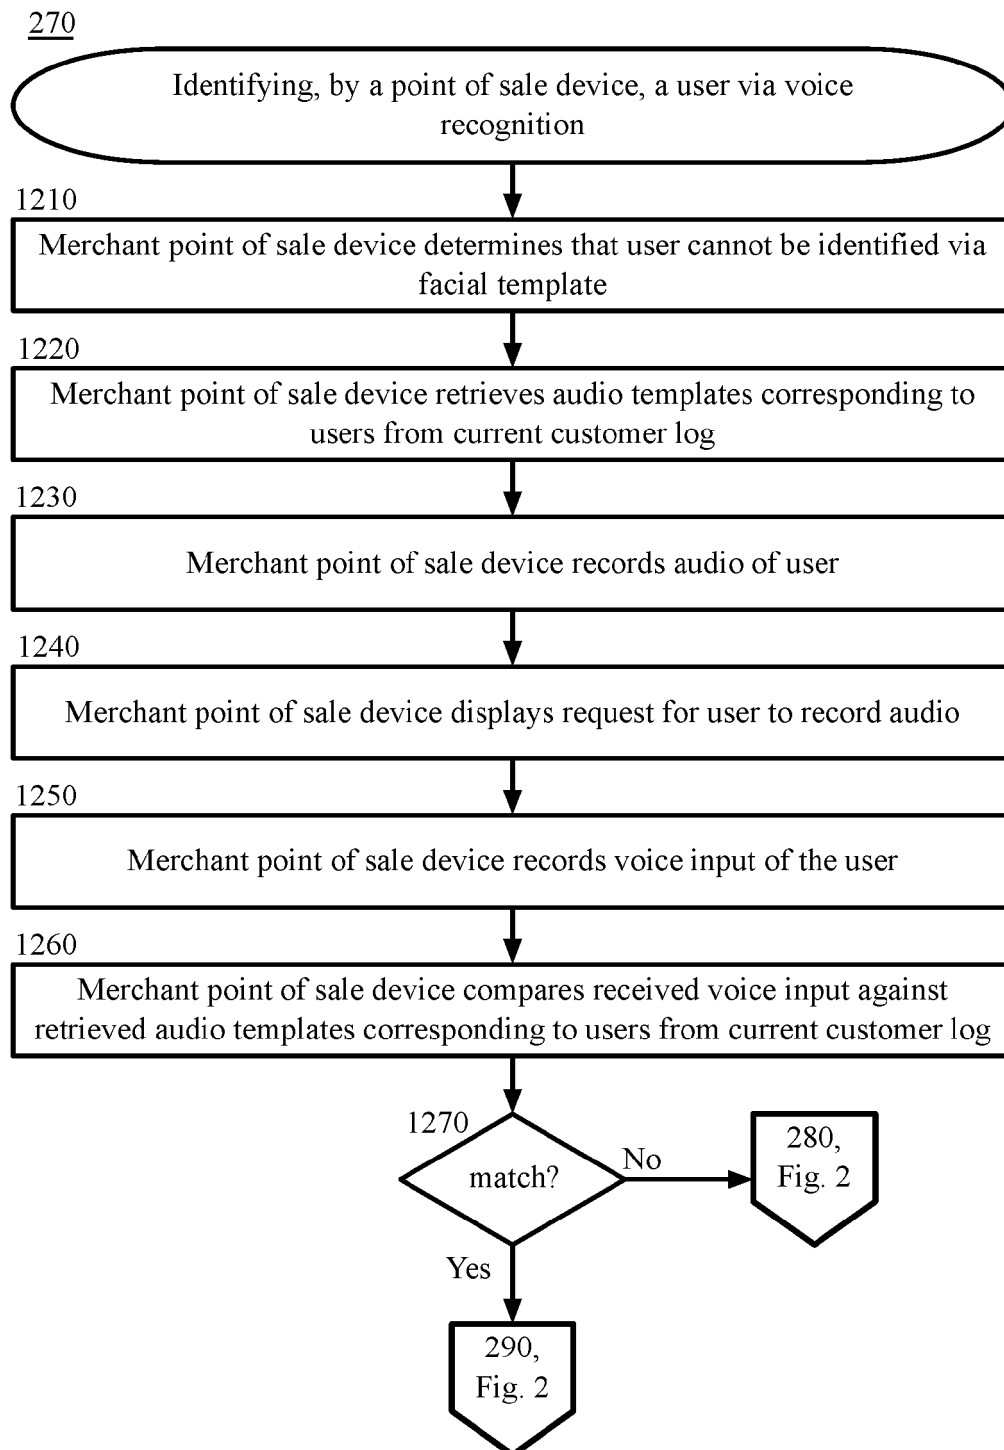 270
Identifying, by a point of sale device, a user via voice
recognition
1210
Merchant point of sale device determines that user cannot be identified via
facial template
1220
Merchant point of sale device retrieves audio templates corresponding to
users from current customer log
1230
Merchant point of sale device records audio of user
1240
Merchant point of sale device displays request for user to record audio
1250
Merchant point of sale device records voice input of the user
1260
Merchant point of sale device compares received voice input against
retrieved audio templates corresponding to users from current customer log
1270
match?
No
280,
Fig. 2
Yes
290,
Fig. 2